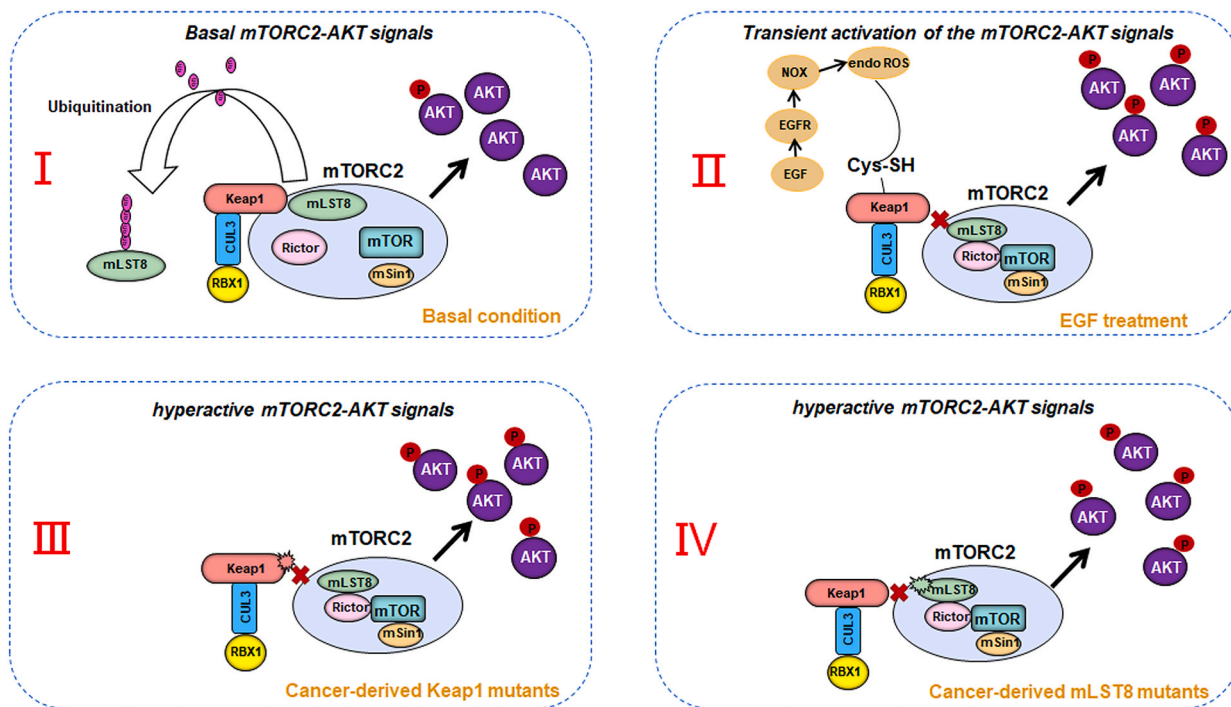 Basal mTORC2-AKT signals
Ubiquitination
I
P
AKT
AKT
AKT
AKT
mTORC2
Keap1
mLST8
CUL3
Rictor
mTOR
mSin1
RBX1
mLST8
Basal condition
Transient activation of the mTORC2-AKT signals
NOX
endo ROS
EGFR
EGF
II
Cys-SH
P
AKT
P
AKT
P
AKT
P
AKT
mTORC2
Keap1
mLST8
CUL3
Rictor
mTOR
mSin1
RBX1
EGF treatment
hyperactive mTORC2-AKT signals
III
P
AKT
P
AKT
P
AKT
P
AKT
mTORC2
Keap1
mLST8
CUL3
Rictor
mTOR
mSin1
RBX1
Cancer-derived Keap1 mutants
hyperactive mTORC2-AKT signals
IV
P
AKT
P
AKT
P
AKT
P
AKT
mTORC2
Keap1
mLST8
CUL3
Rictor
mTOR
mSin1
RBX1
Cancer-derived mLST8 mutants